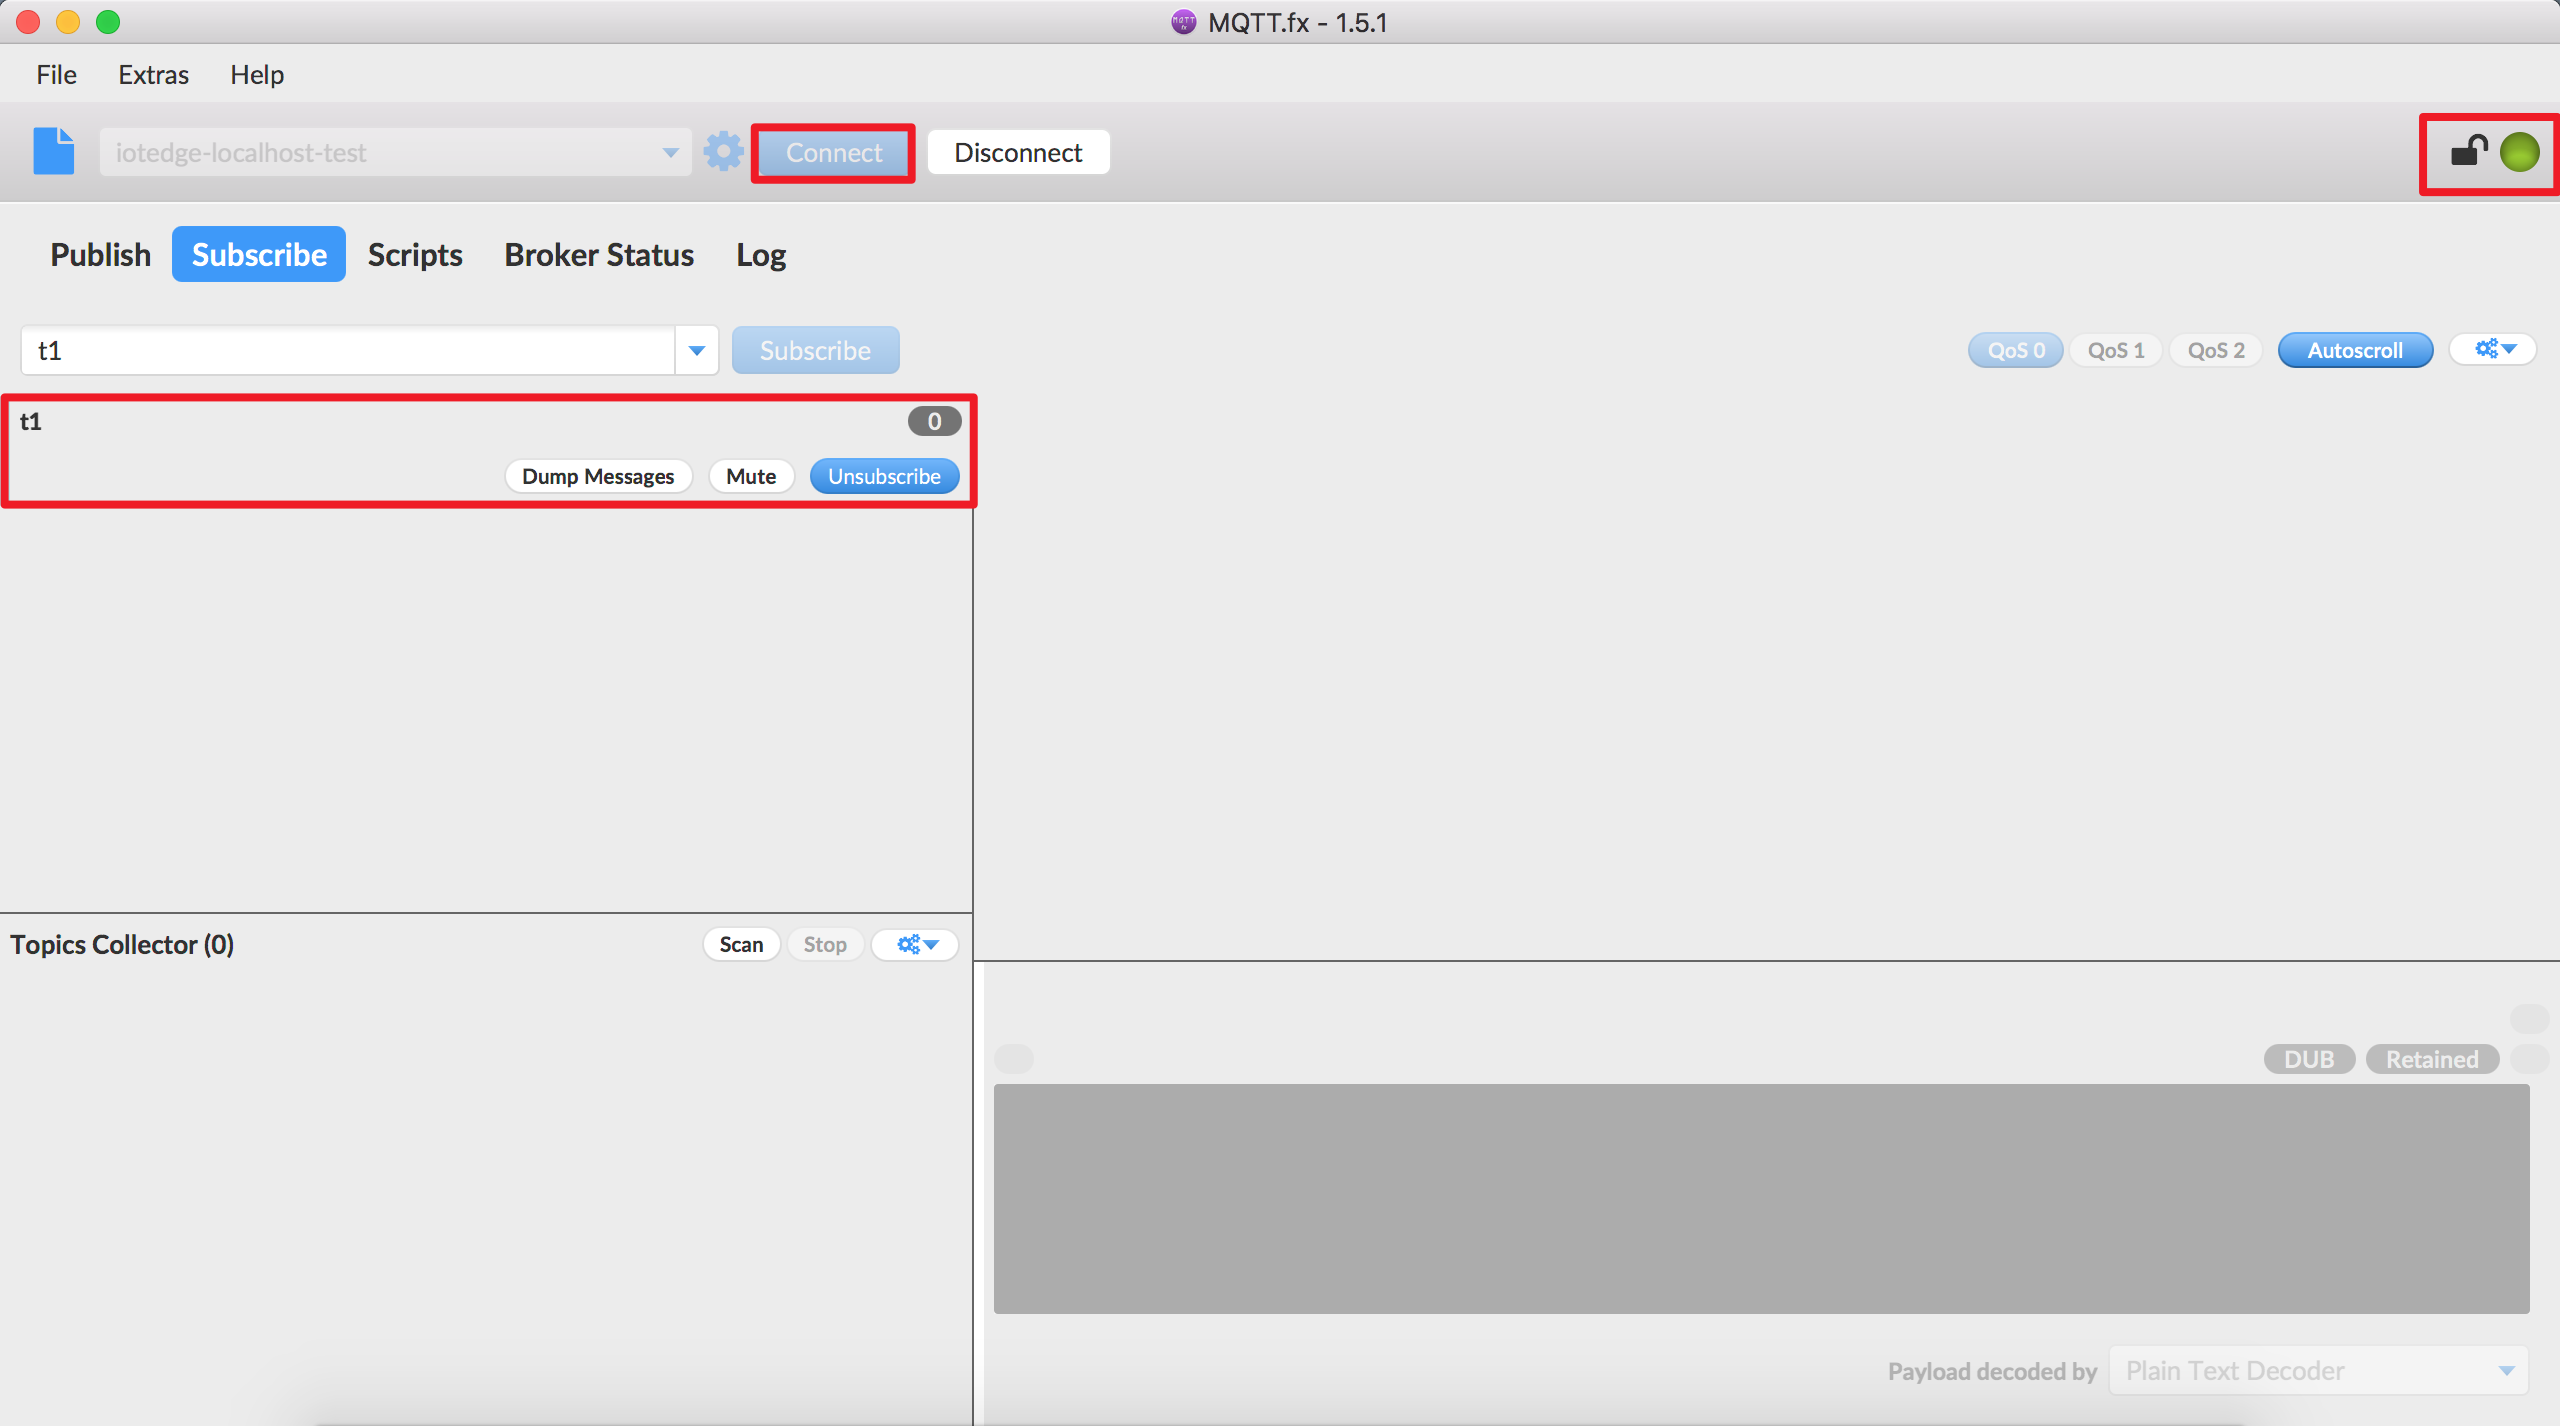 MQTT.fx - 1.5.1
File Extras Help
iotedge-localhost-test Connect Disconnect
Publish Subscribe Scripts Broker Status Log
t1 Subscribe QoS 0 QoS 1 QoS 2 Autoscroll
t1 0
Dump Messages Mute Unsubscribe
Topics Collector (0) Scan Stop
DUB Retained
Payload decoded by Plain Text Decoder